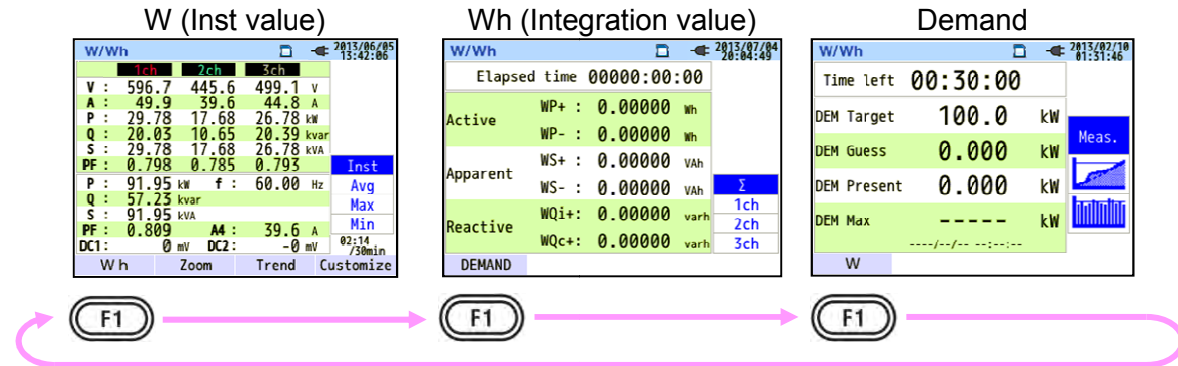 W (Inst value)
W/Wh
2013/06/05
13:42:06
1ch 2ch 3ch
V : 596.7 445.6 499.1 V
A : 49.9 39.6 44.8 A
P : 29.78 17.68 26.78 kW
Q : 20.03 10.65 20.39 kvar
S : 29.78 17.68 26.78 kVA
PF : 0.798 0.785 0.793
P : 91.95 kW f : 60.00 Hz
Q : 57.23 kvar
S : 91.95 kVA
PF : 0.809 A4 : 39.6 A
DC1: 0 mV DC2: -0 mV
Inst
Avg
Max
Min
02:14
/30min
Wh Zoom Trend Customize
F1
Wh (Integration value)
W/Wh
2013/07/04
20:04:49
Elapsed time 00000:00:00
Active
WP+ : 0.00000 Wh
WP- : 0.00000 Wh
Apparent
WS+ : 0.00000 VAh
WS- : 0.00000 VAh
Reactive
WQi+: 0.00000 varh
WQc+: 0.00000 varh
Σ
1ch
2ch
3ch
DEMAND
F1
Demand
W/Wh
2013/02/10
01:31:46
Time left 00:30:00
DEM Target 100.0 kW
DEM Guess 0.000 kW
DEM Present 0.000 kW
DEM Max ----- kW
----/--/-- --:--:--
Meas.
W
F1